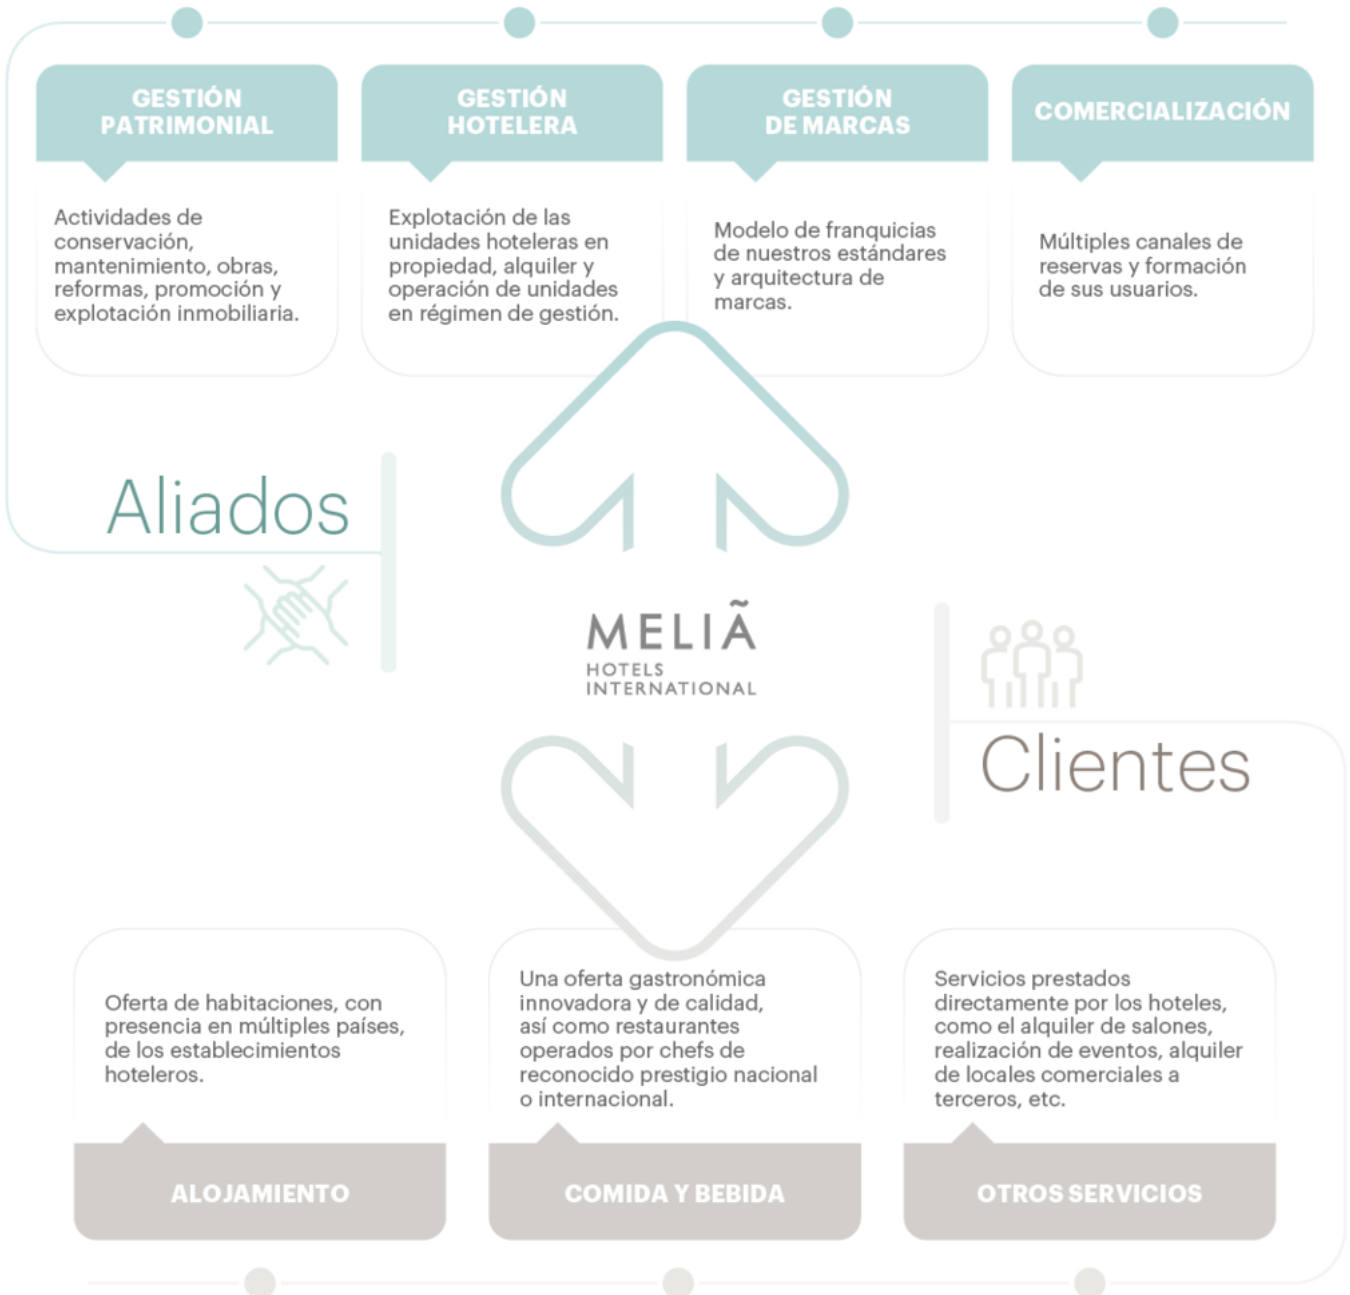 GESTIÓN
PATRIMONIAL
Actividades de
conservación,
mantenimiento, obras,
reformas, promoción y
explotación inmobiliaria.
GESTIÓN
HOTELERA
Explotación de las
unidades hoteleras en
propiedad, alquiler y
operación de unidades
en régimen de gestión.
GESTIÓN
DE MARCAS
Modelo de franquicias
de nuestros estándares
y arquitectura de
marcas.
COMERCIALIZACIÓN
Múltiples canales de
reservas y formación
de sus usuarios.
Aliados
MELIÃ
HOTELS
INTERNATIONAL
Clientes
Oferta de habitaciones, con
presencia en múltiples países,
de los establecimientos
hoteleros.
ALOJAMIENTO
Una oferta gastronómica
innovadora y de calidad,
así como restaurantes
operados por chefs de
reconocido prestigio nacional
o internacional.
COMIDA Y BEBIDA
Servicios prestados
directamente por los hoteles,
como el alquiler de salones,
realización de eventos, alquiler
de locales comerciales a
terceros, etc.
OTROS SERVICIOS